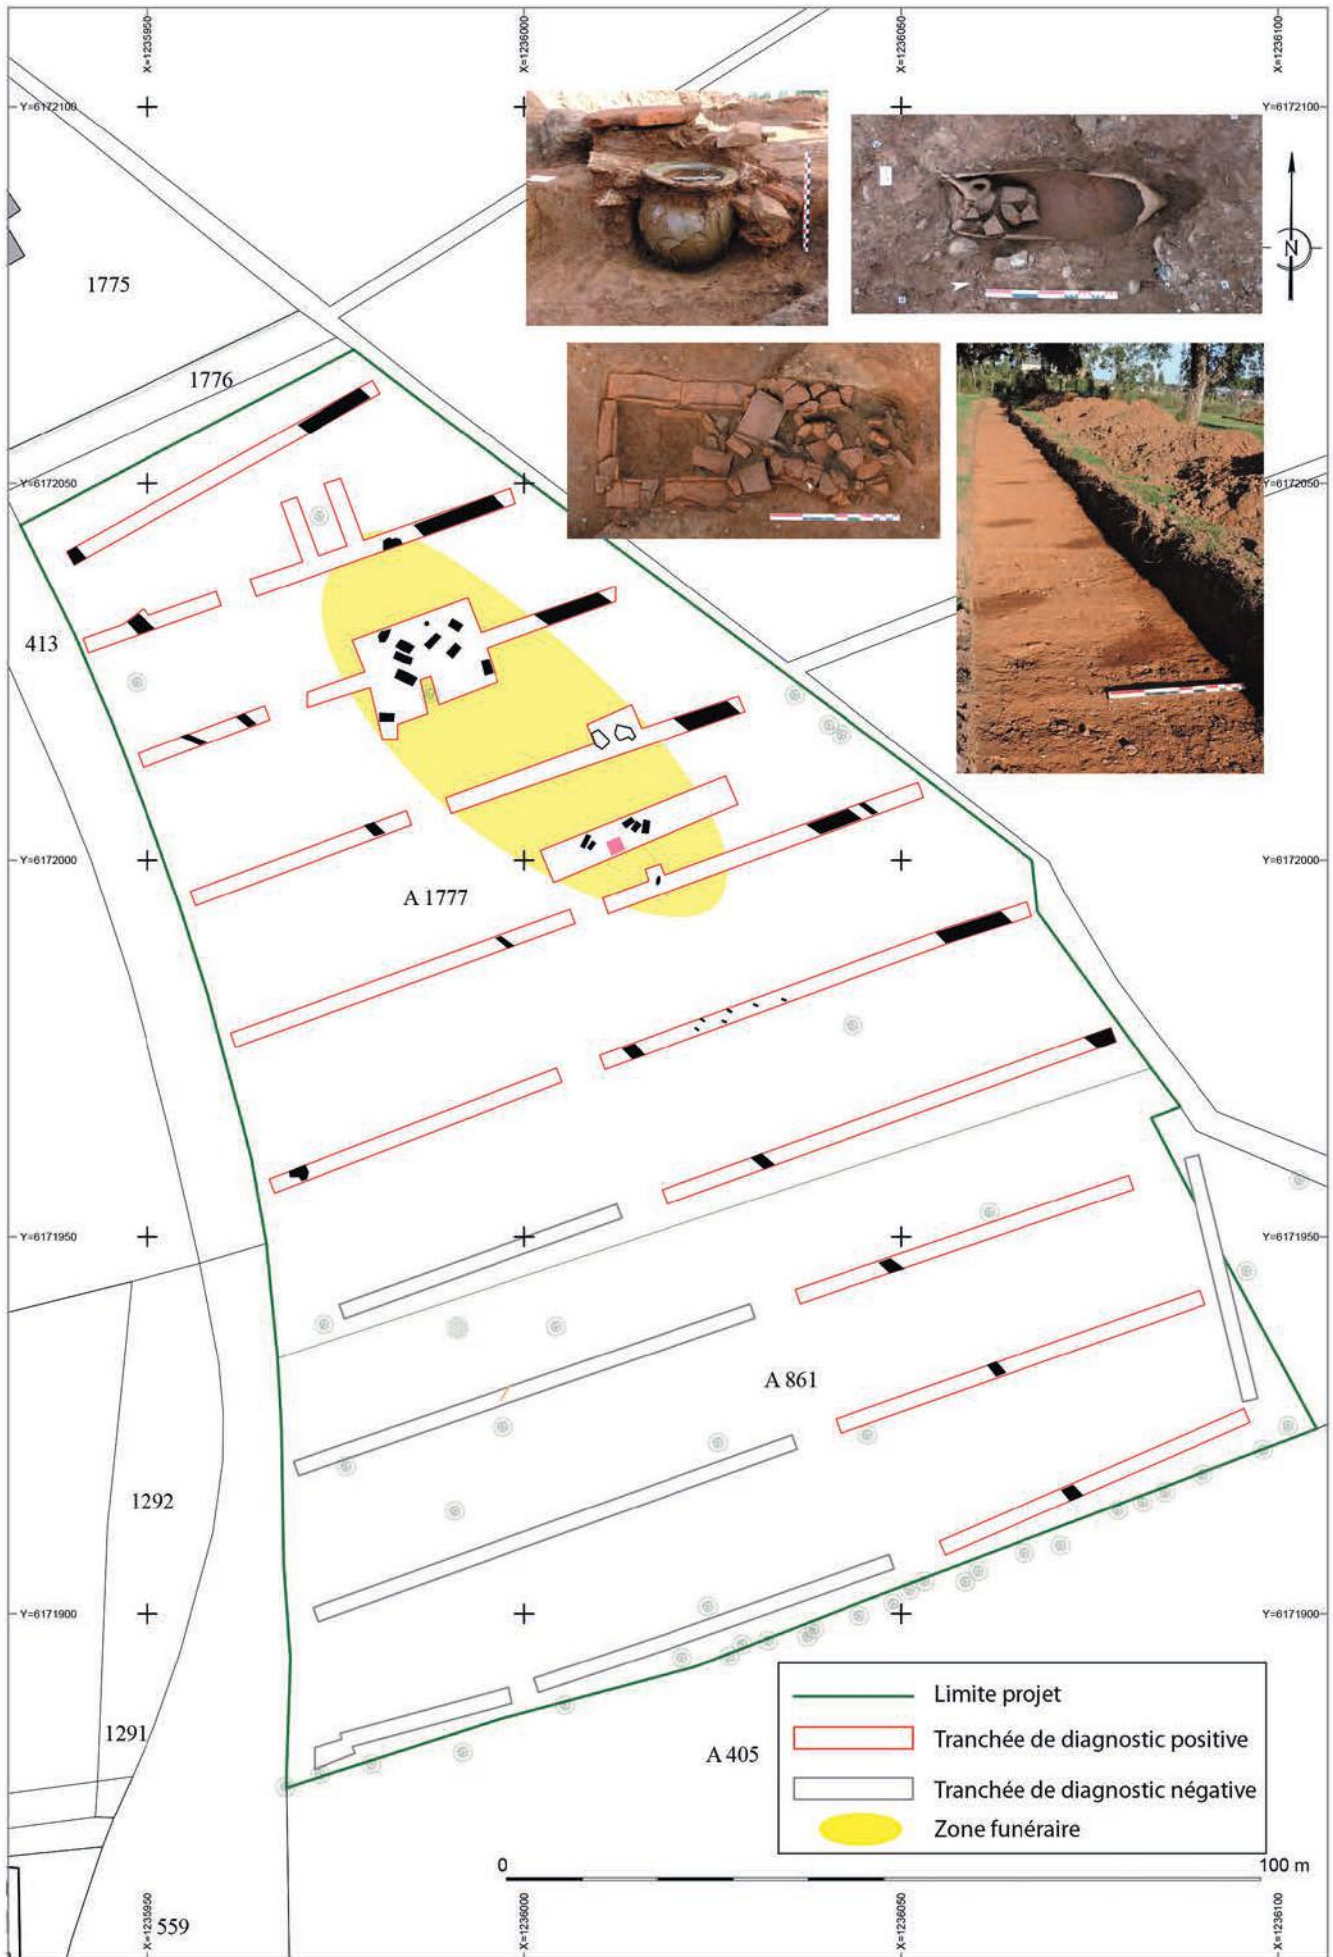 X=1235950
X=1236000
X=1236050
X=1236100
Y=6172100
Y=6172100
N
1775
1776
Y=6172050
Y=6172050
413
Y=6172000
Y=6172000
A 1777
Y=6171950
Y=6171950
A 861
1292
Y=6171900
Y=6171900
1291
A 405
Limite projet
Tranchée de diagnostic positive
Tranchée de diagnostic négative
Zone funéraire
0
100 m
559
X=1235950
X=1236000
X=1236050
X=1236100